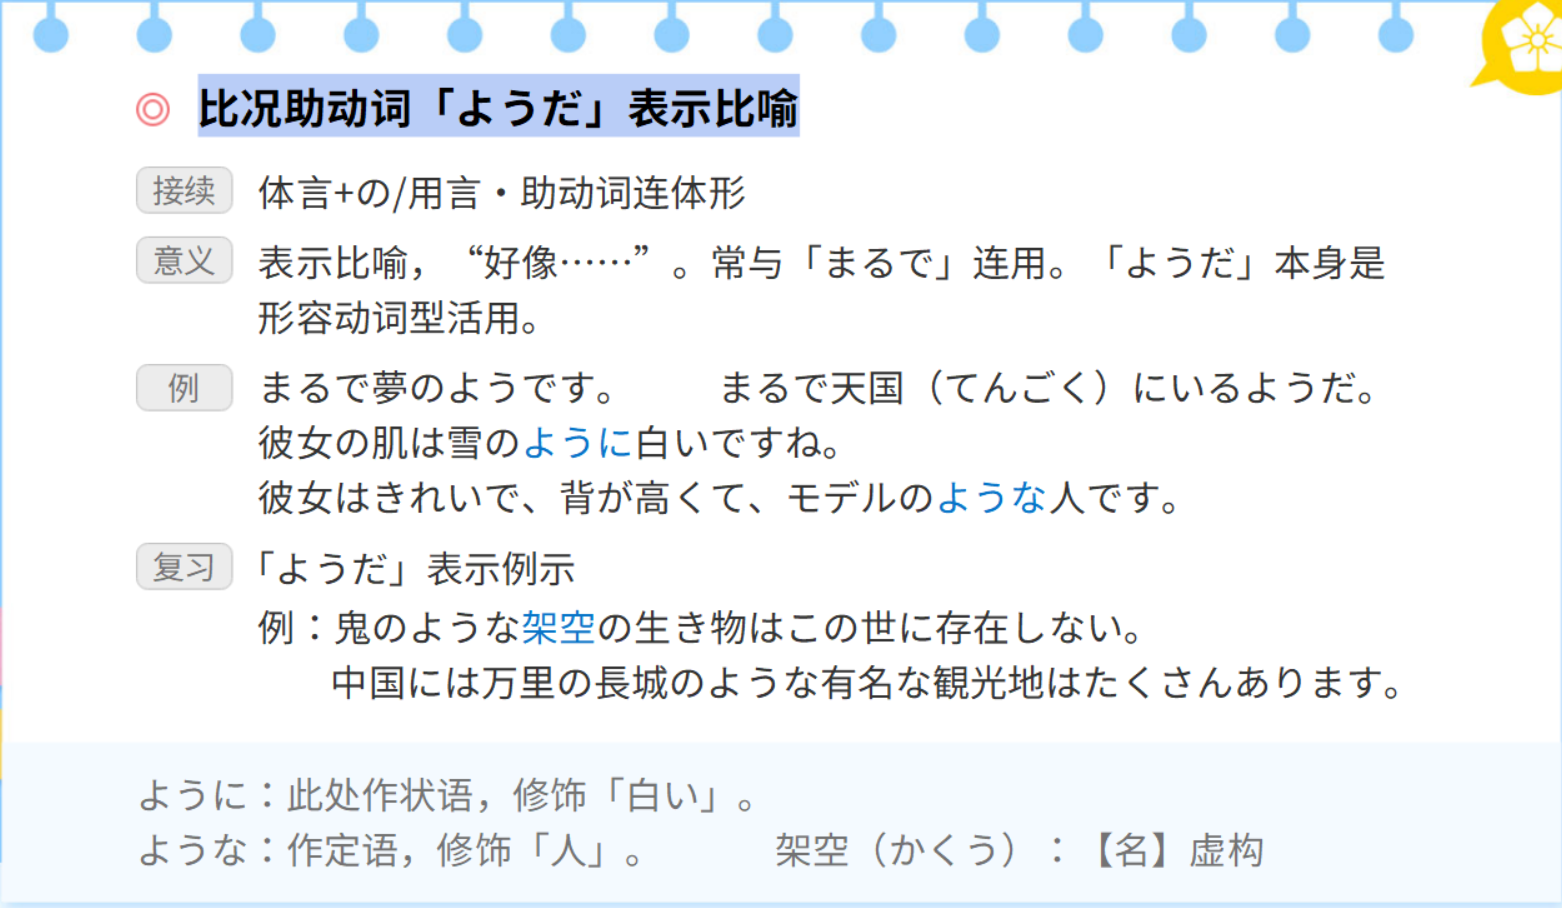 ◎ 比况助动词「ようだ」表示比喻
接续 体言+の/用言・助动词连体形
意义 表示比喻，“好像……”。常与「まるで」连用。「ようだ」本身是
形容动词型活用。
例 まるで夢のようです。 まるで天国（てんごく）にいるようだ。
彼女の肌は雪のように白いですね。
彼女はきれいで、背が高くて、モデルのような人です。
复习 「ようだ」表示例示
例：鬼のような架空の生き物はこの世に存在しない。
中国には万里の長城のような有名な観光地はたくさんあります。
ように：此处作状语，修饰「白い」。
ような：作定语，修饰「人」。 架空（かくう）：【名】虚构